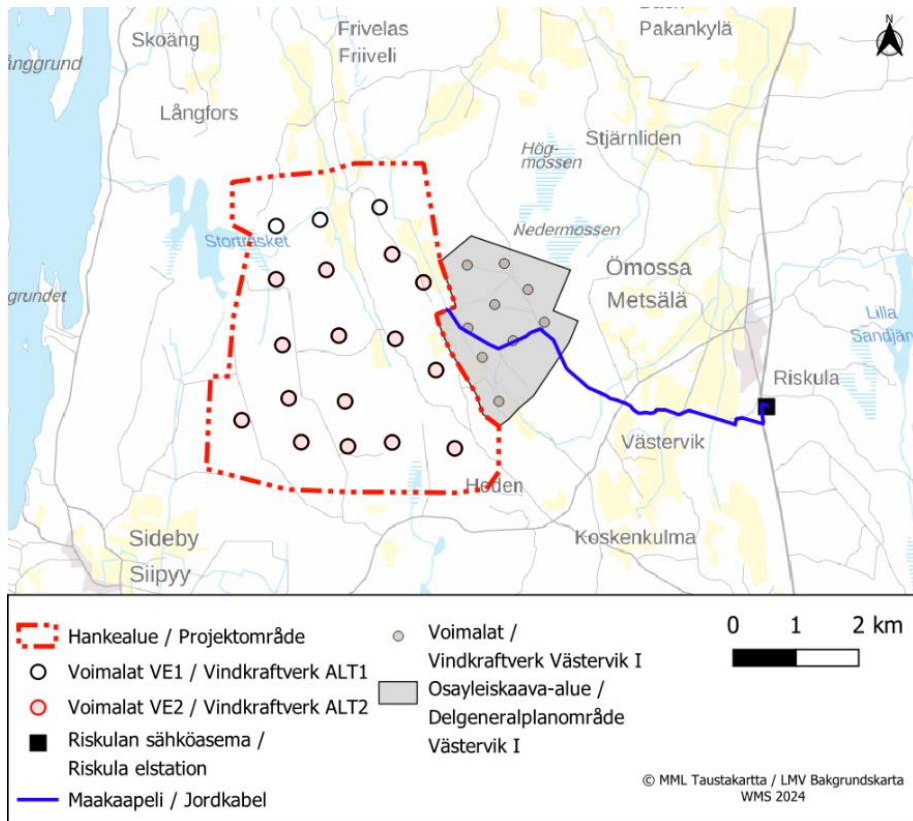 N
Skoäng
Frivelas
Friiveli
Pakankylä
ånggrund
Långfors
Stjärnliden
Hög-
mossen
Nedermossen
Storträsket
Ömossa
Metsälä
grundet
Lilla
Sandjär
Riskula
Västervik
Heden
Sideby
Siipyy
Koskenkulma
Hankealue / Projektområde
Voimalat VE1 / Vindkraftverk ALT1
Voimalat VE2 / Vindkraftverk ALT2
Riskulan sähköasema /
Riskula elstation
Maakaapeli / Jordkabel
Voimalat /
Vindkraftverk Västervik I
Osayleiskaava-alue /
Delgeneralplanområde
Västervik I
0 1 2 km
© MML Taustakartta / LMV Bakgrundskarta
WMS 2024